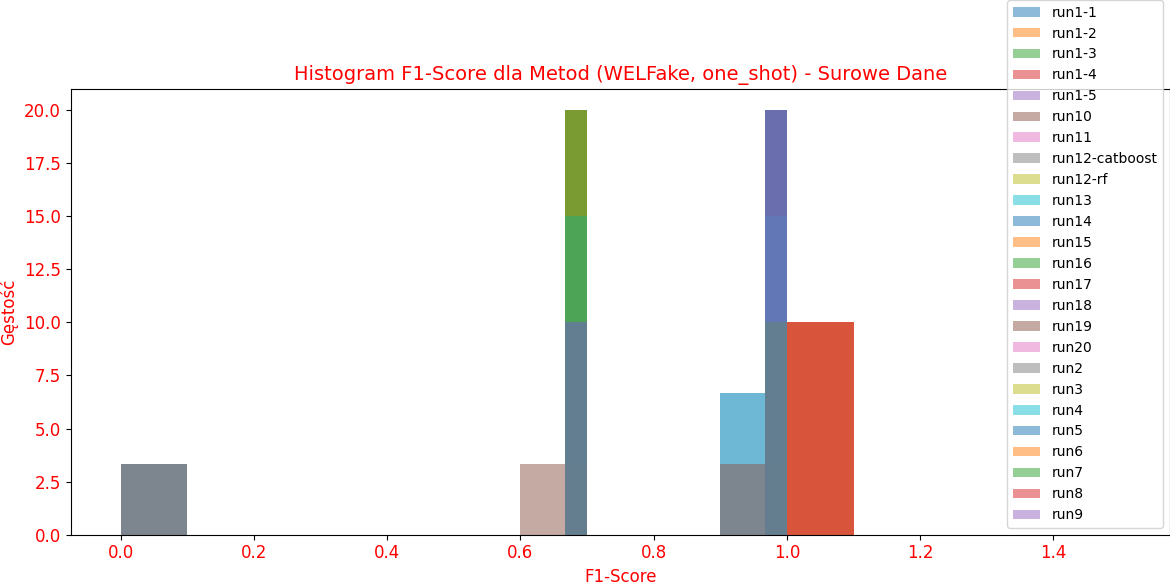 Histogram F1-Score dla Metod (WELFake, one_shot) - Surowe Dane
Gęstość
20.0
17.5
15.0
12.5
10.0
7.5
5.0
2.5
0.0
0.0 0.2 0.4 0.6 0.8 1.0 1.2 1.4
F1-Score
run1-1
run1-2
run1-3
run1-4
run1-5
run10
run11
run12-catboost
run12-rf
run13
run14
run15
run16
run17
run18
run19
run20
run2
run3
run4
run5
run6
run7
run8
run9